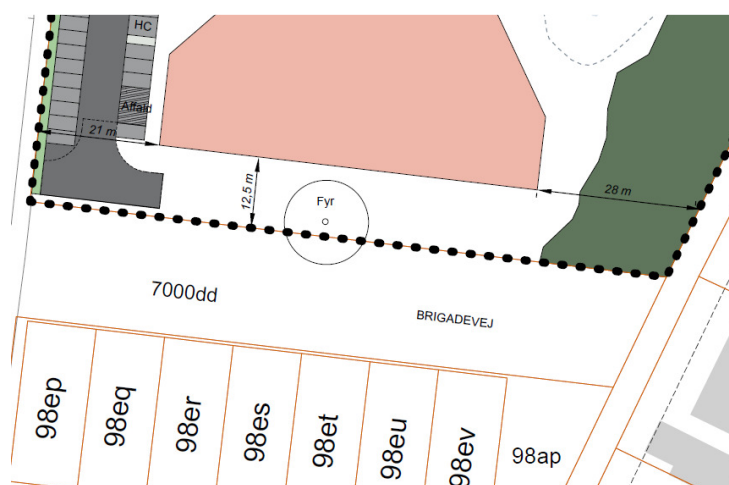 HC
Affald
21 m
12,5 m
Fyr
28 m
7000dd
BRIGADEVEJ
98ep
98eq
98er
98es
98et
98eu
98ev
98ap